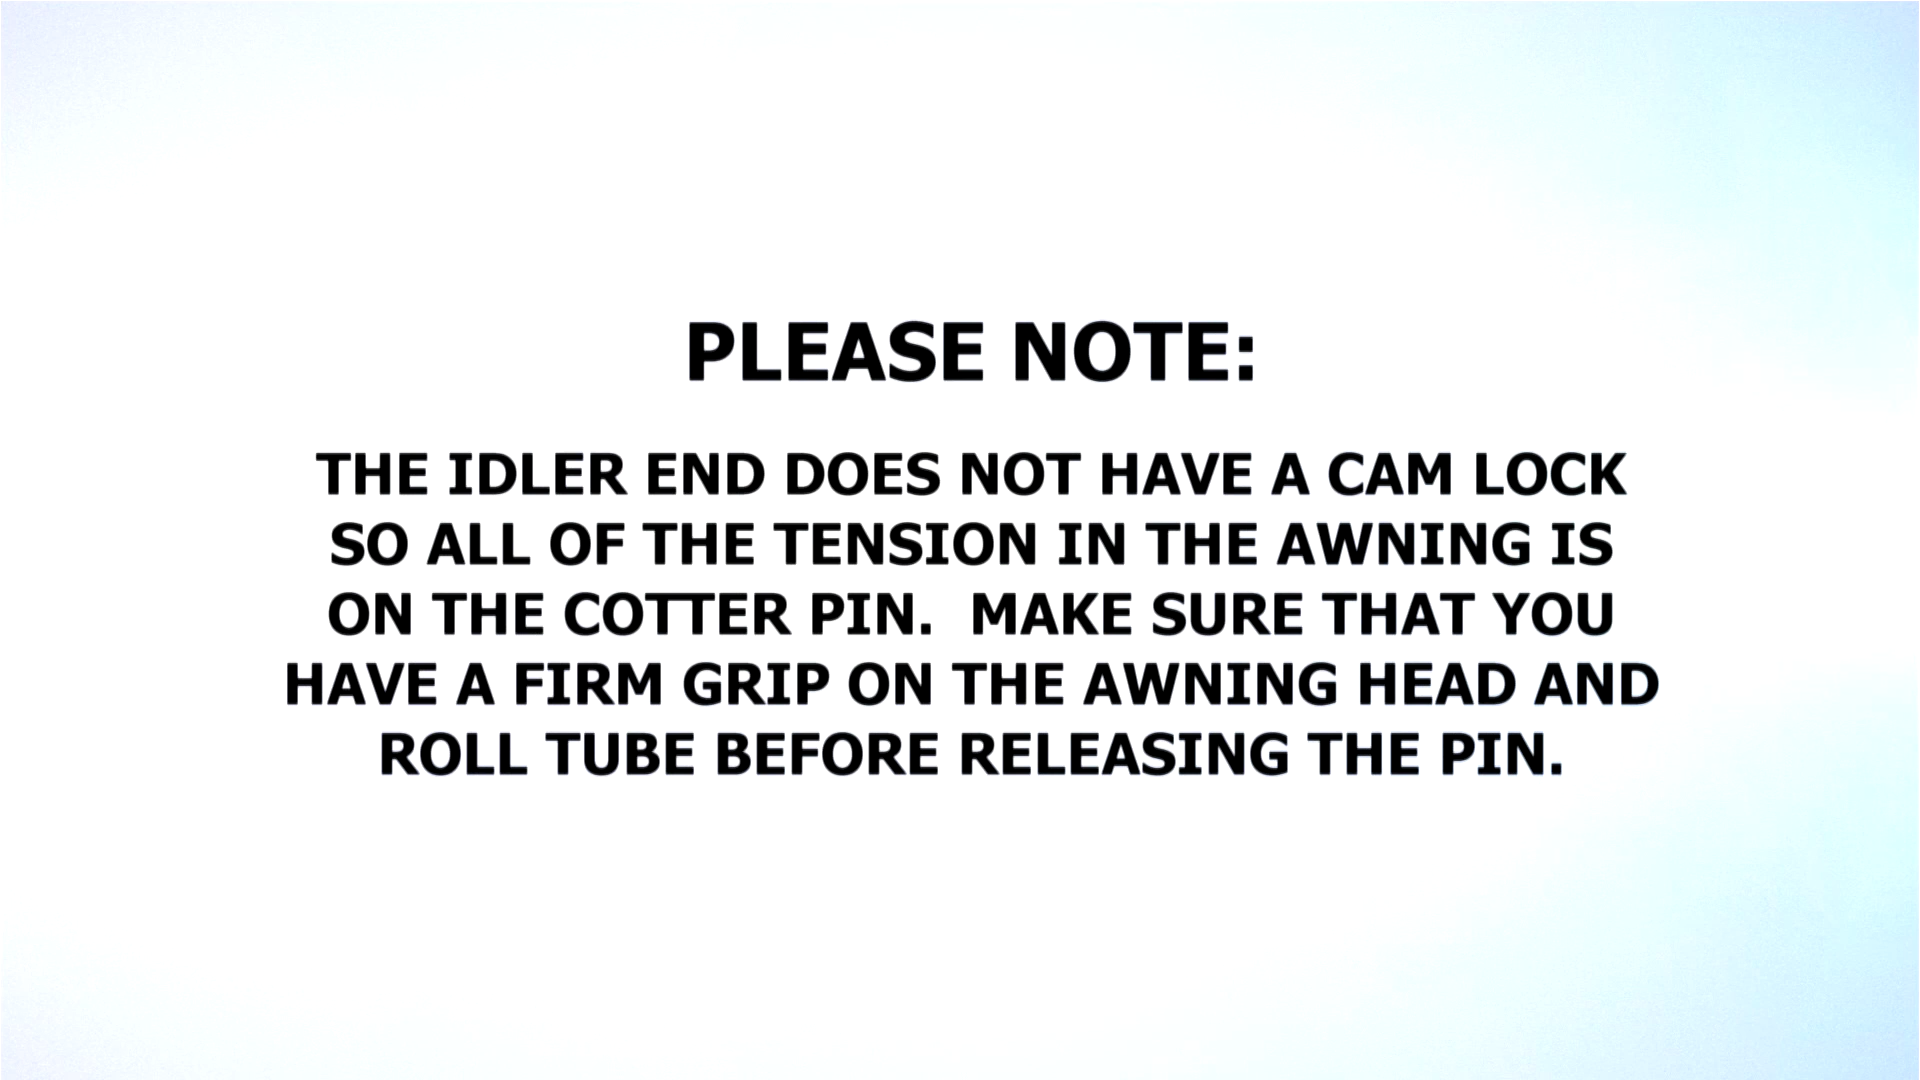 PLEASE NOTE:
THE IDLER END DOES NOT HAVE A CAM LOCK
SO ALL OF THE TENSION IN THE AWNING IS
ON THE COTTER PIN.  MAKE SURE THAT YOU
HAVE A FIRM GRIP ON THE AWNING HEAD AND
ROLL TUBE BEFORE RELEASING THE PIN.